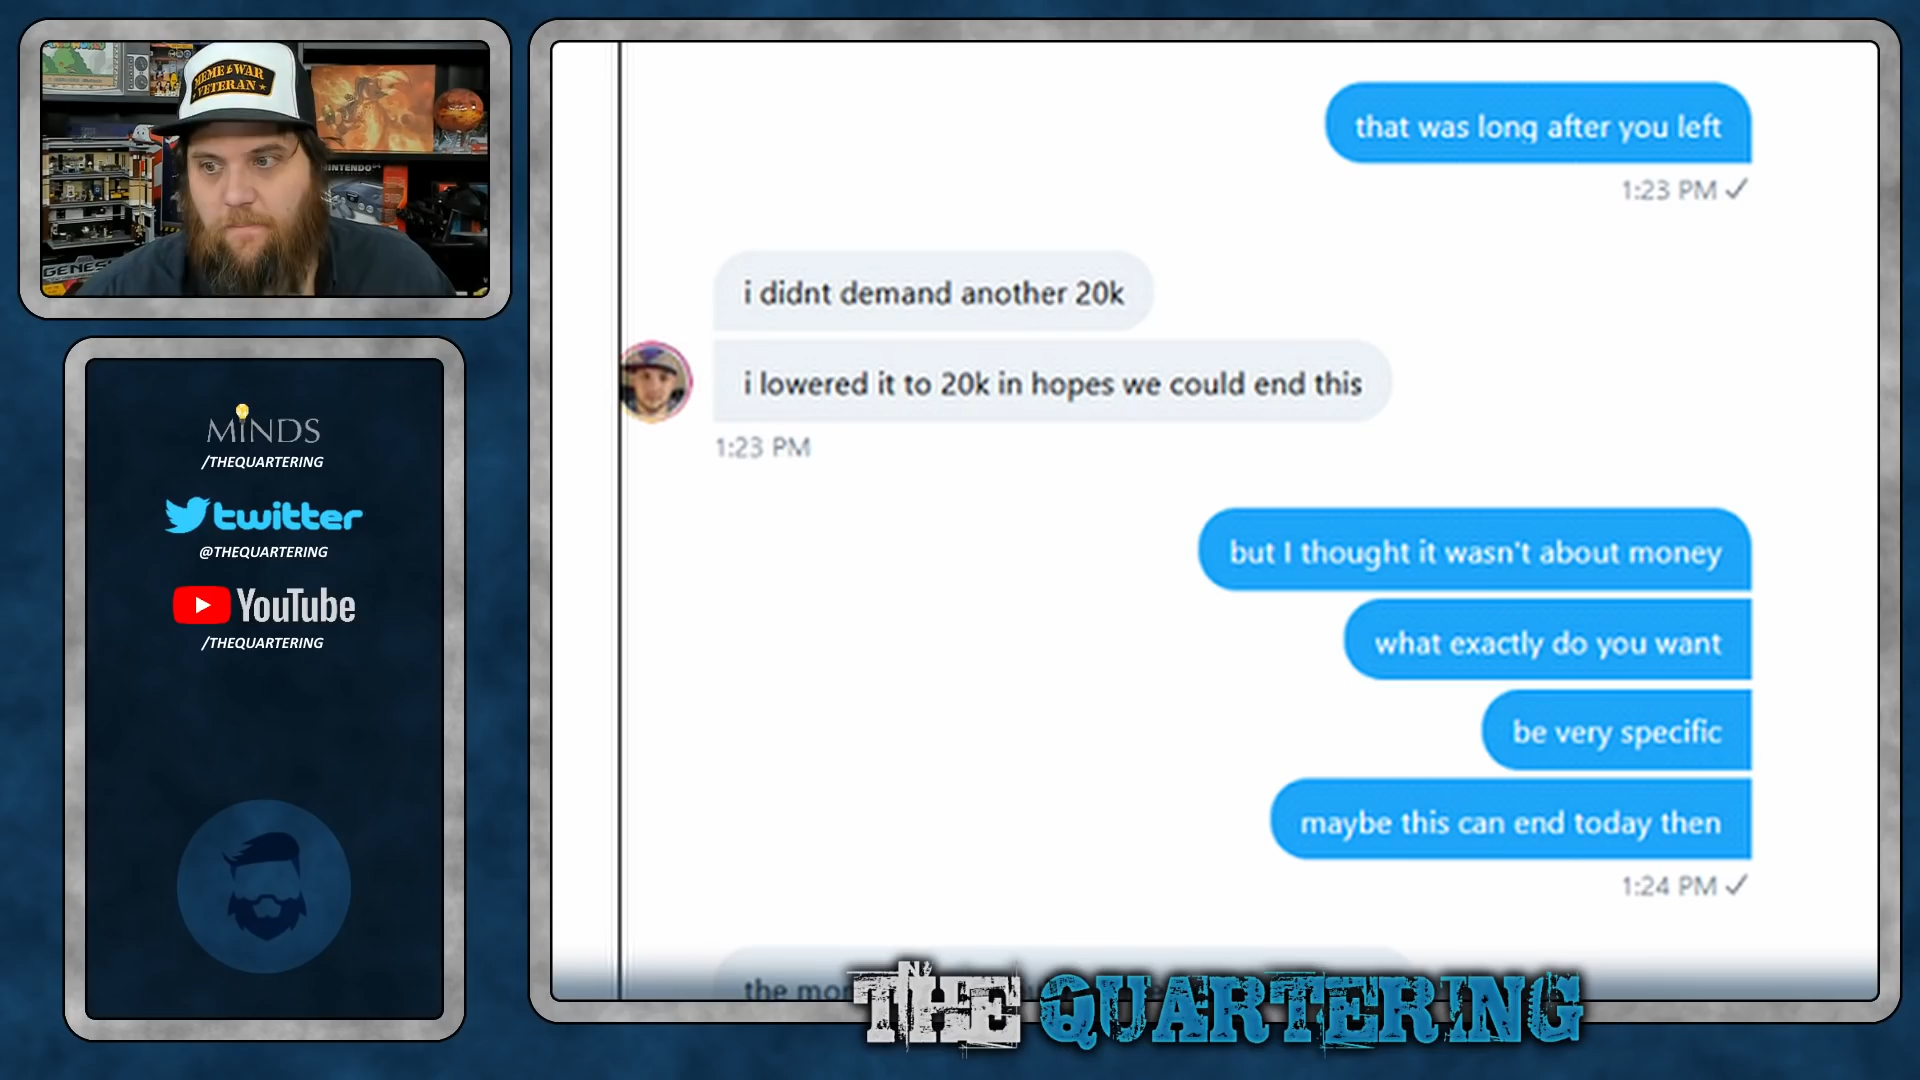 MEME WAR
VETERAN
NINTENDO
GENESIS
MINDS
/THEQUARTERING
twitter
@THEQUARTERING
YouTube
/THEQUARTERING
that was long after you left
1:23 PM
i didnt demand another 20k
i lowered it to 20k in hopes we could end this
1:23 PM
but I thought it wasn't about money
what exactly do you want
be very specific
maybe this can end today then
1:24 PM
the
THE QUARTERING